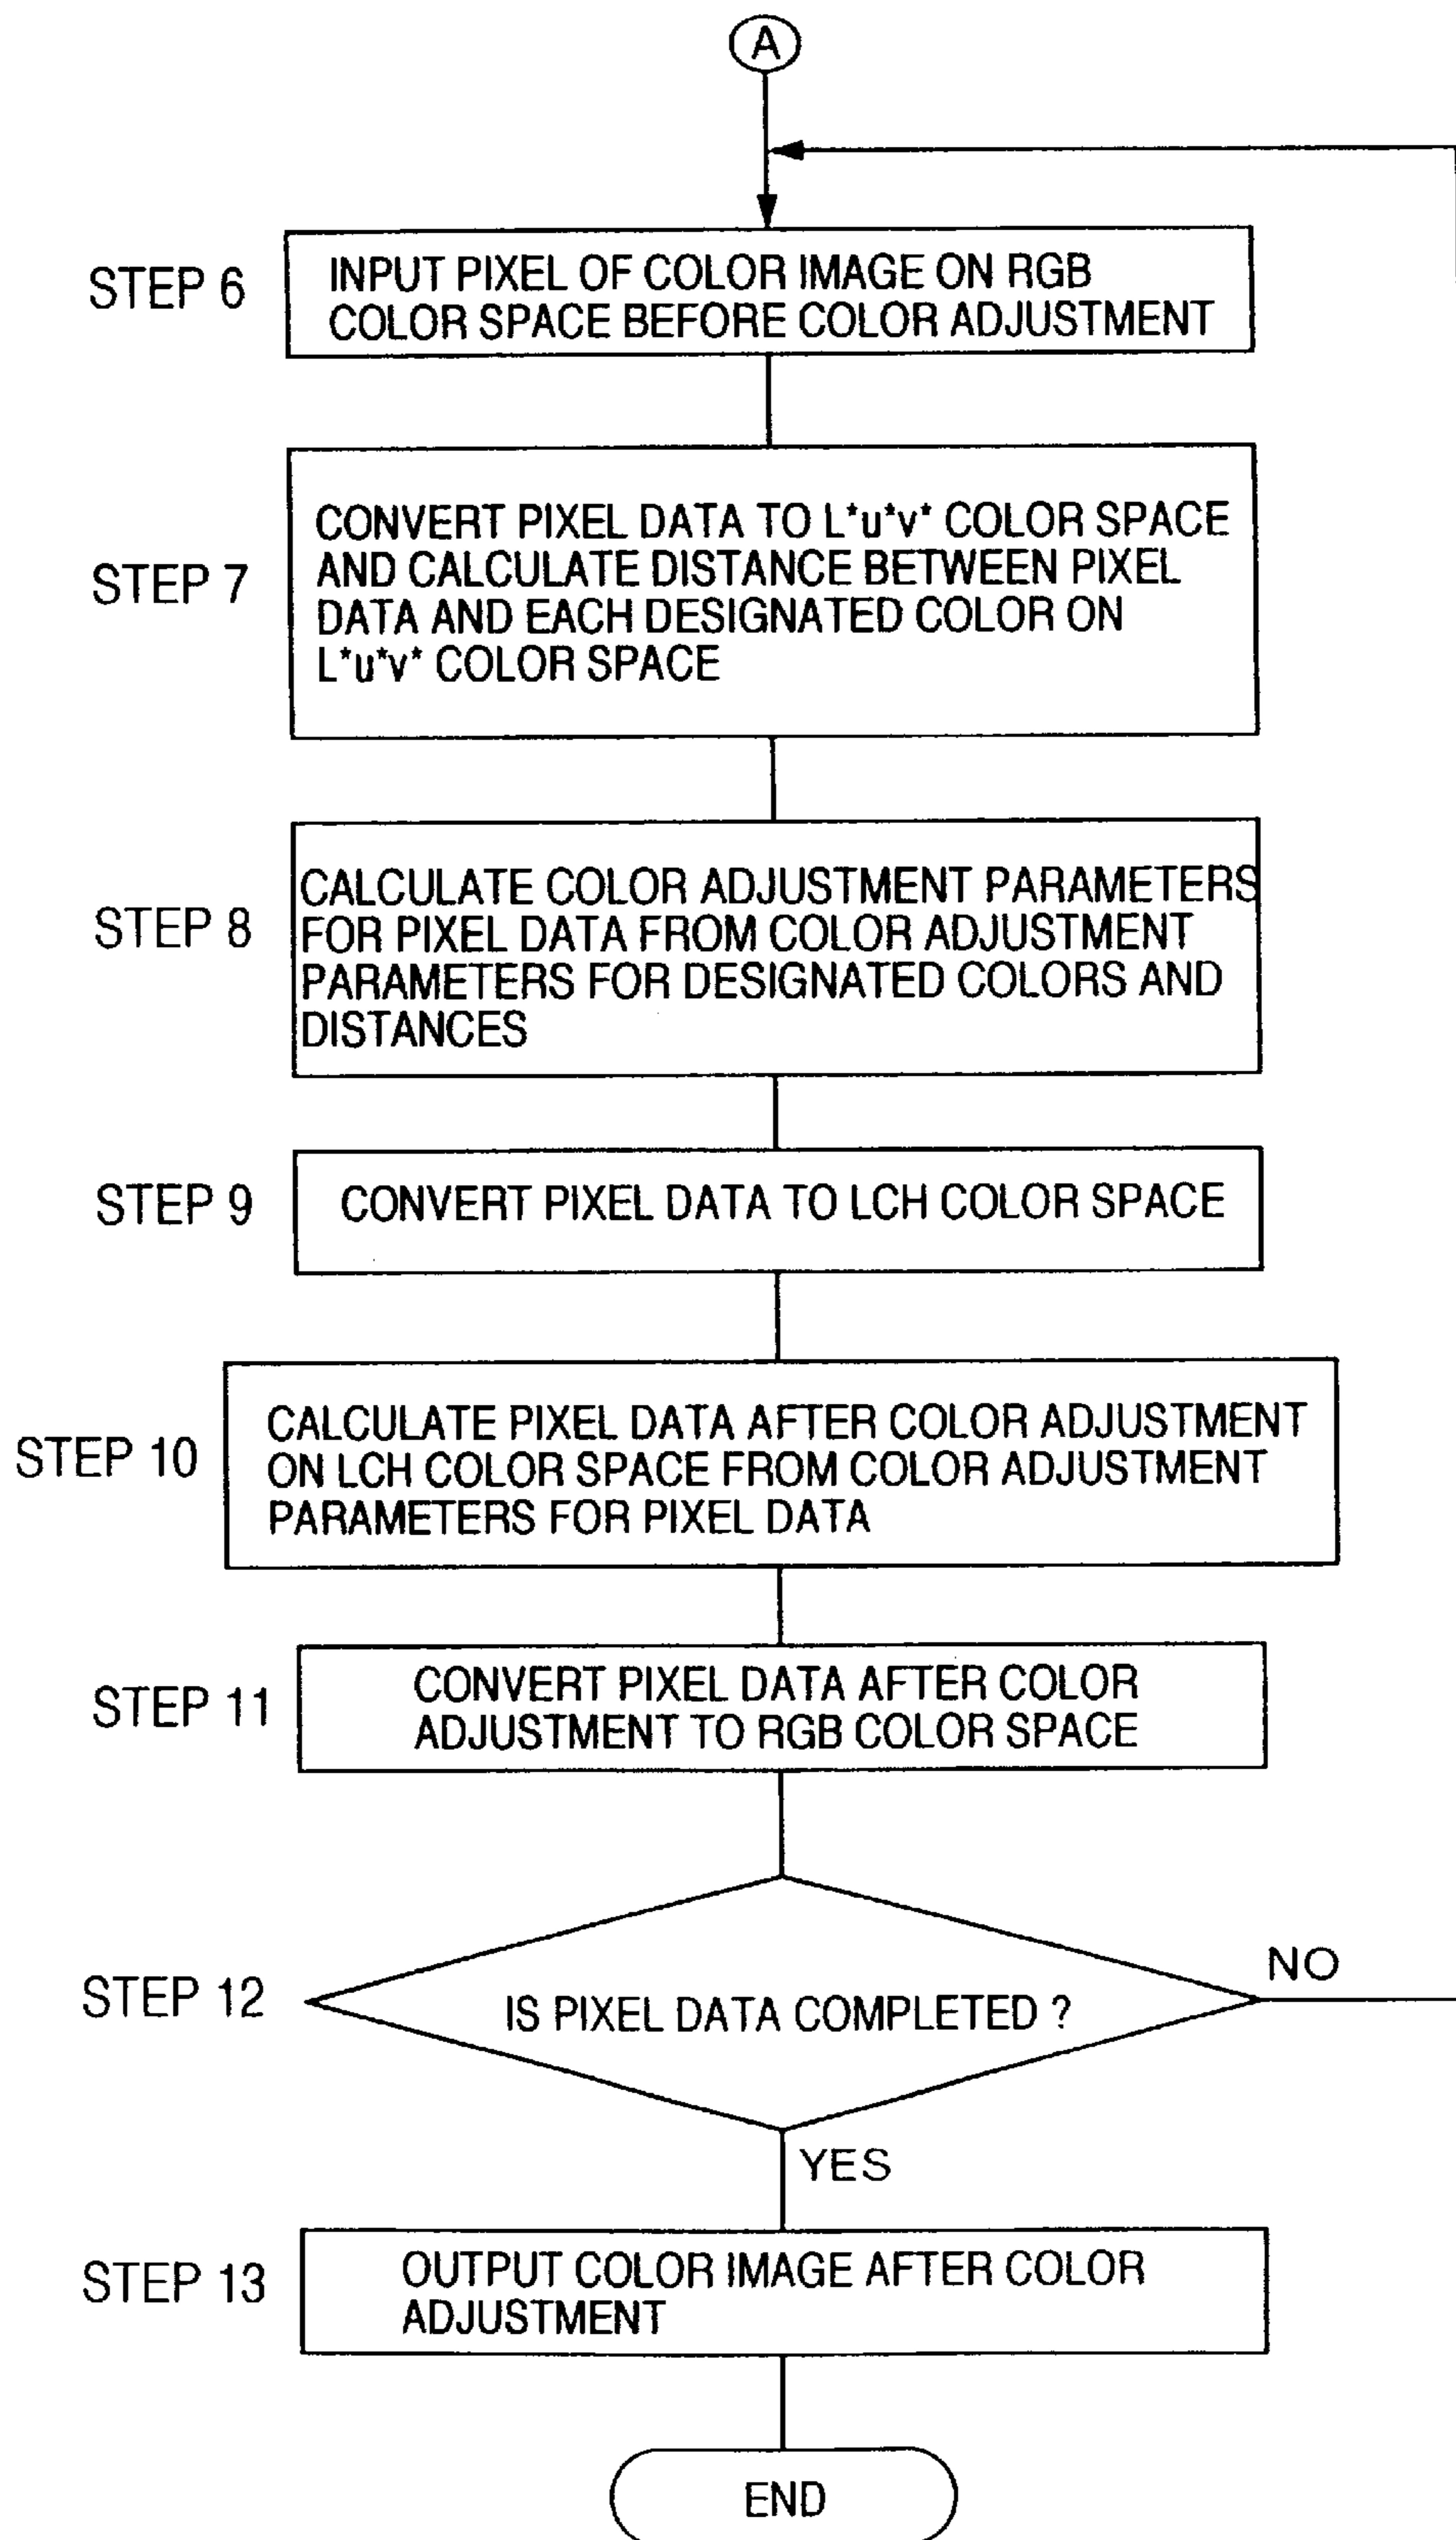 A
STEP 6
INPUT PIXEL OF COLOR IMAGE ON RGB
COLOR SPACE BEFORE COLOR ADJUSTMENT
STEP 7
CONVERT PIXEL DATA TO L*u*v* COLOR SPACE
AND CALCULATE DISTANCE BETWEEN PIXEL
DATA AND EACH DESIGNATED COLOR ON
L*u*v* COLOR SPACE
STEP 8
CALCULATE COLOR ADJUSTMENT PARAMETERS
FOR PIXEL DATA FROM COLOR ADJUSTMENT
PARAMETERS FOR DESIGNATED COLORS AND
DISTANCES
STEP 9
CONVERT PIXEL DATA TO LCH COLOR SPACE
STEP 10
CALCULATE PIXEL DATA AFTER COLOR ADJUSTMENT
ON LCH COLOR SPACE FROM COLOR ADJUSTMENT
PARAMETERS FOR PIXEL DATA
STEP 11
CONVERT PIXEL DATA AFTER COLOR
ADJUSTMENT TO RGB COLOR SPACE
STEP 12
IS PIXEL DATA COMPLETED ?
NO
YES
STEP 13
OUTPUT COLOR IMAGE AFTER COLOR
ADJUSTMENT
END